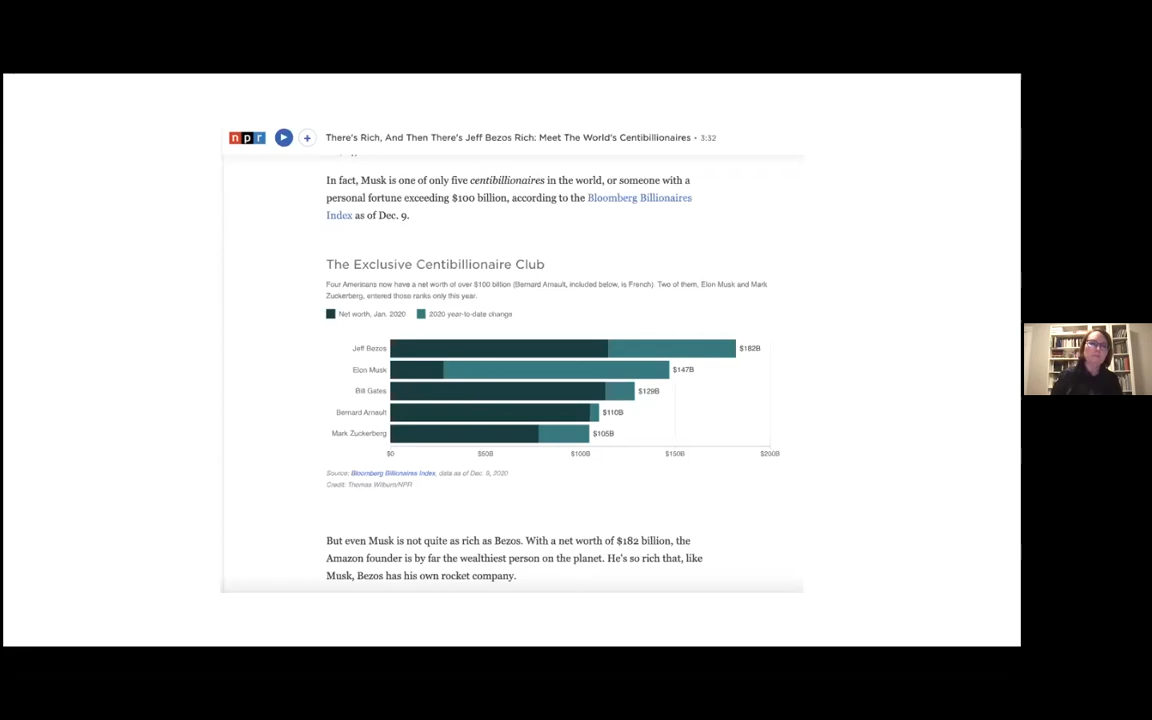 npr There's Rich, And Then There's Jeff Bezos Rich: Meet The World's Centibillionaires • 3:32
In fact, Musk is one of only five centibillionaires in the world, or someone with a
personal fortune exceeding $100 billion, according to the Bloomberg Billionaires
Index as of Dec. 9.
The Exclusive Centibillionaire Club
Four Americans now have a net worth of over $100 billion (Bernard Arnault, included below, is French). Two of them, Elon Musk and Mark
Zuckerberg, entered those ranks only this year.
Net worth, Jan. 2020 2020 year-to-date change
Jeff Bezos $182B
Elon Musk $147B
Bill Gates $129B
Bernard Arnault $110B
Mark Zuckerberg $105B
$0 $50B $100B $150B $200B
Source: Bloomberg Billionaires Index, data as of Dec. 9, 2020
Credit: Thomas Wilburn/NPR
But even Musk is not quite as rich as Bezos. With a net worth of $182 billion, the
Amazon founder is by far the wealthiest person on the planet. He's so rich that, like
Musk, Bezos has his own rocket company.